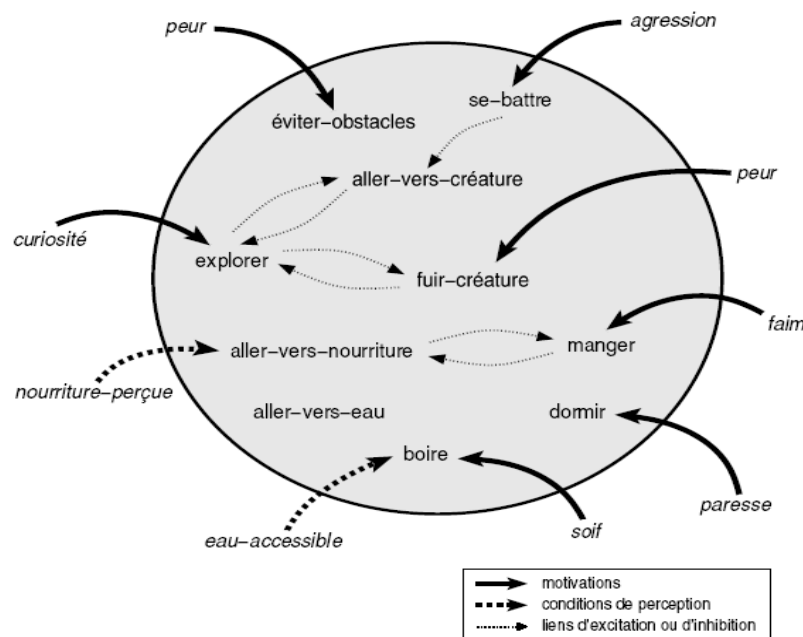 peur
agression
se–battre
éviter–obstacles
aller–vers–créature
peur
curiosité
explorer
fuir–créature
faim
aller–vers–nourriture
manger
nourriture–perçue
aller–vers–eau
dormir
boire
paresse
eau–accessible
soif
motivations
conditions de perception
liens d'excitation ou d'inhibition